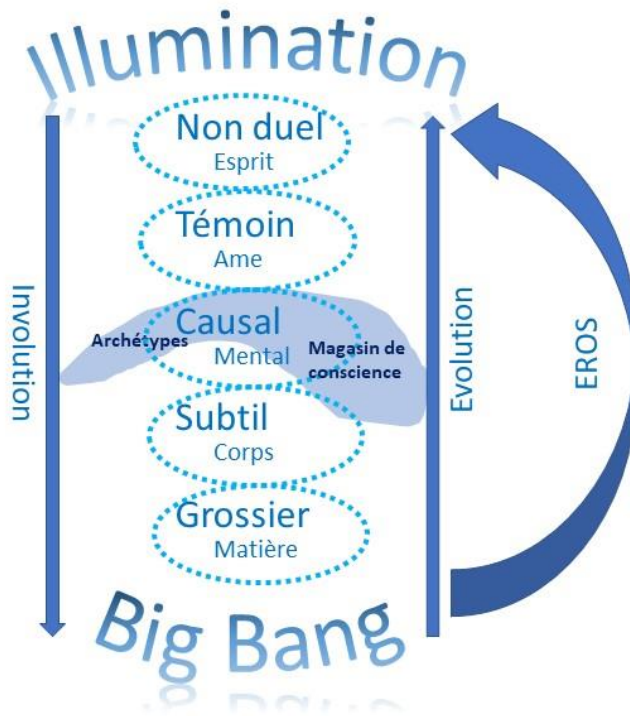 Illumination
Non duel
Esprit
Témoin
Ame
Causal
Mental
Archétypes
Magasin de
conscience
Subtil
Corps
Grossier
Matière
Involution
Evolution
EROS
Big Bang